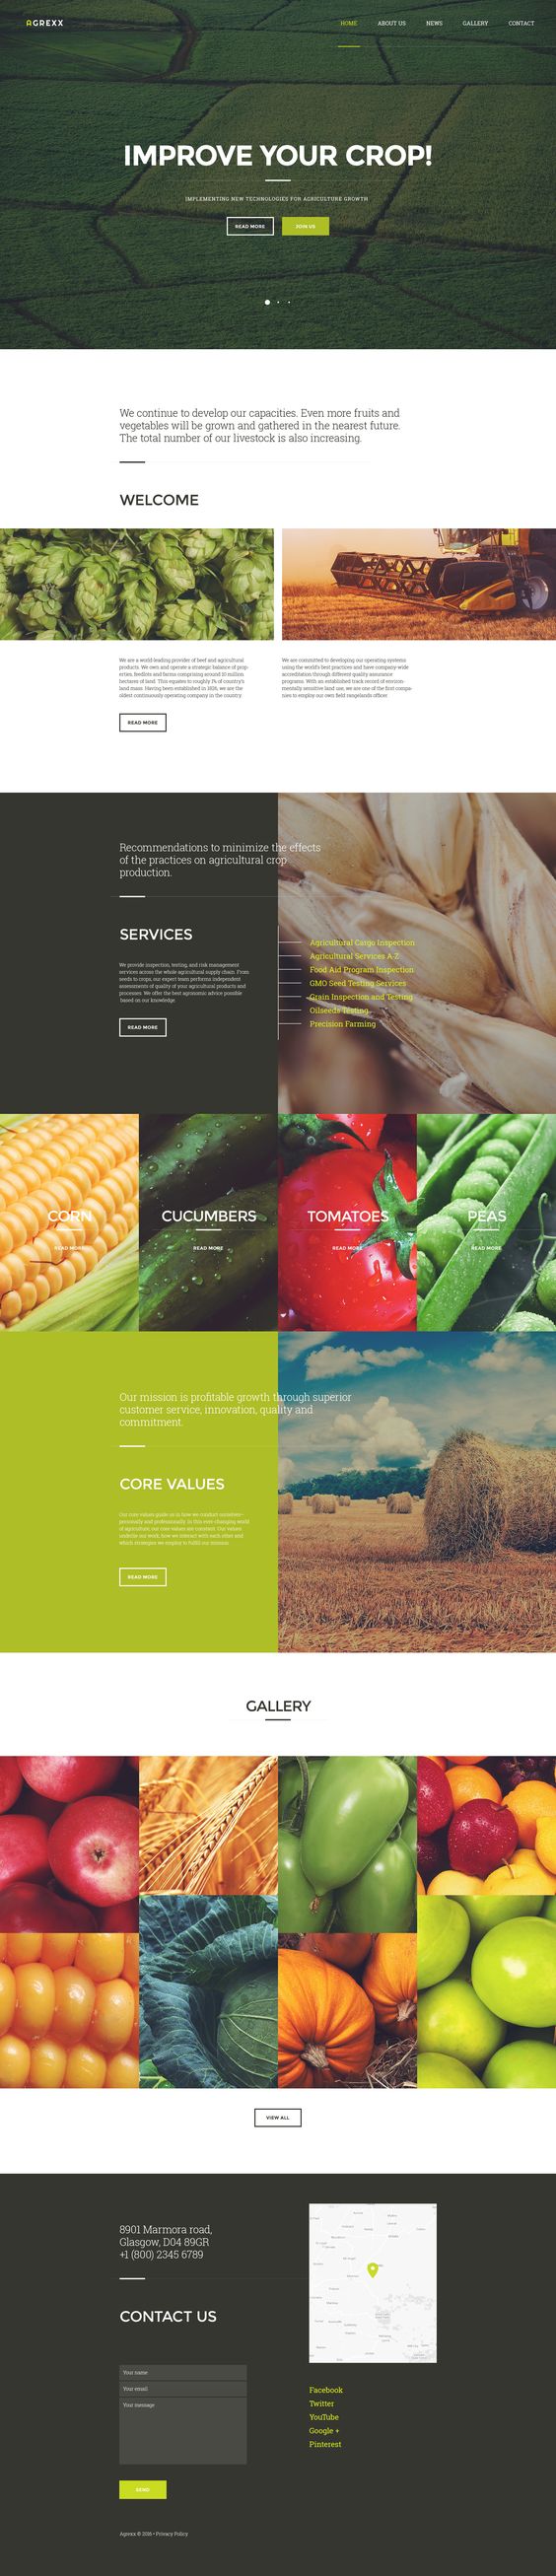 AGREXX
HOME ABOUT US NEWS GALLERY CONTACT
IMPROVE YOUR CROP!
IMPLEMENTING NEW TECHNOLOGIES FOR AGRICULTURE GROWTH
READ MORE JOIN US
We continue to develop our capacities. Even more fruits and
vegetables will be grown and gathered in the nearest future.
The total number of our livestock is also increasing.
WELCOME
We are a world-leading provider of beef and agricultural
products. We own and operate a strategic balance of prop-
erties, feedlots and farms comprising around 10 million
hectares of land. This equates to roughly 1% of country's
land mass. Having been established in 1926, we are the
oldest continuously operating company in the country.
We are committed to developing our operating systems
using the world's best practices and have company-wide
accreditation through different quality assurance
programs. With an established track record of environ-
mentally sensitive land use, we are one of the first compa-
nies to employ our own field rangelands officer.
READ MORE
Recommendations to minimize the effects
of the practices on agricultural crop
production.
SERVICES
We provide inspection, testing, and risk management
services across the whole agricultural supply chain. From
seeds to crops, our expert team performs independent
assessments of quality of your agricultural products and
processes. We offer the best agronomic advice possible
based on our knowledge.
READ MORE
Agricultural Cargo Inspection
Agricultural Services A-Z
Food Aid Program Inspection
GMO Seed Testing Services
Grain Inspection and Testing
Oilseeds Testing
Precision Farming
CORN CUCUMBERS TOMATOES PEAS
READ MORE READ MORE READ MORE READ MORE
Our mission is profitable growth through superior
customer service, innovation, quality and
commitment.
CORE VALUES
Our core values guide us in how we conduct ourselves–
personally and professionally. In this ever-changing world
of agriculture, our core values are constant. Our values
underlie our work, how we interact with each other and
which strategies we employ to fulfill our mission.
READ MORE
GALLERY
VIEW ALL
8901 Marmora road,
Glasgow, D04 89GR
+1 (800) 2345 6789
CONTACT US
Your name
Your email
Your message
SEND
Facebook
Twitter
YouTube
Google +
Pinterest
Agrexx © 2016 • Privacy Policy